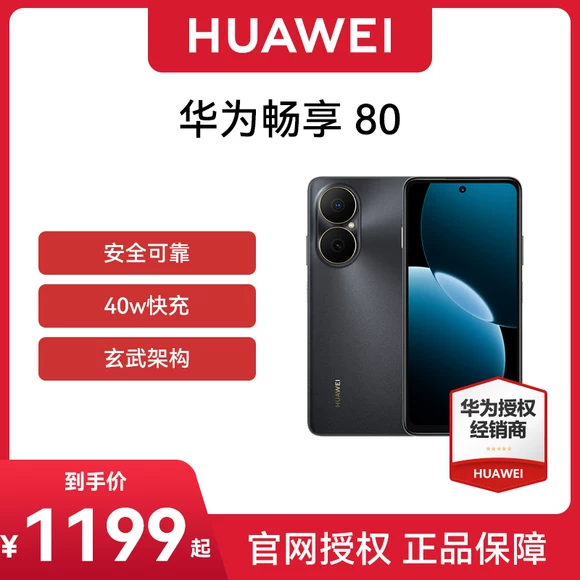 HUAWEI
华为畅享 80
安全可靠
40w快充
玄武架构
HUAWEI
华为授权
经销商
HUAWEI
到手价
¥1199起
官网授权 正品保障